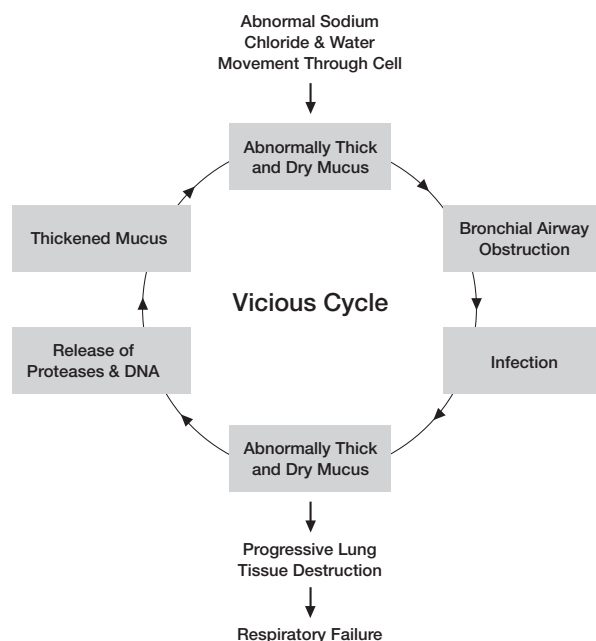 Abnormal Sodium
Chloride & Water
Movement Through Cell
Abnormally Thick
and Dry Mucus
Bronchial Airway
Obstruction
Infection
Abnormally Thick
and Dry Mucus
Release of
Proteases & DNA
Thickened Mucus
Vicious Cycle
Progressive Lung
Tissue Destruction
Respiratory Failure